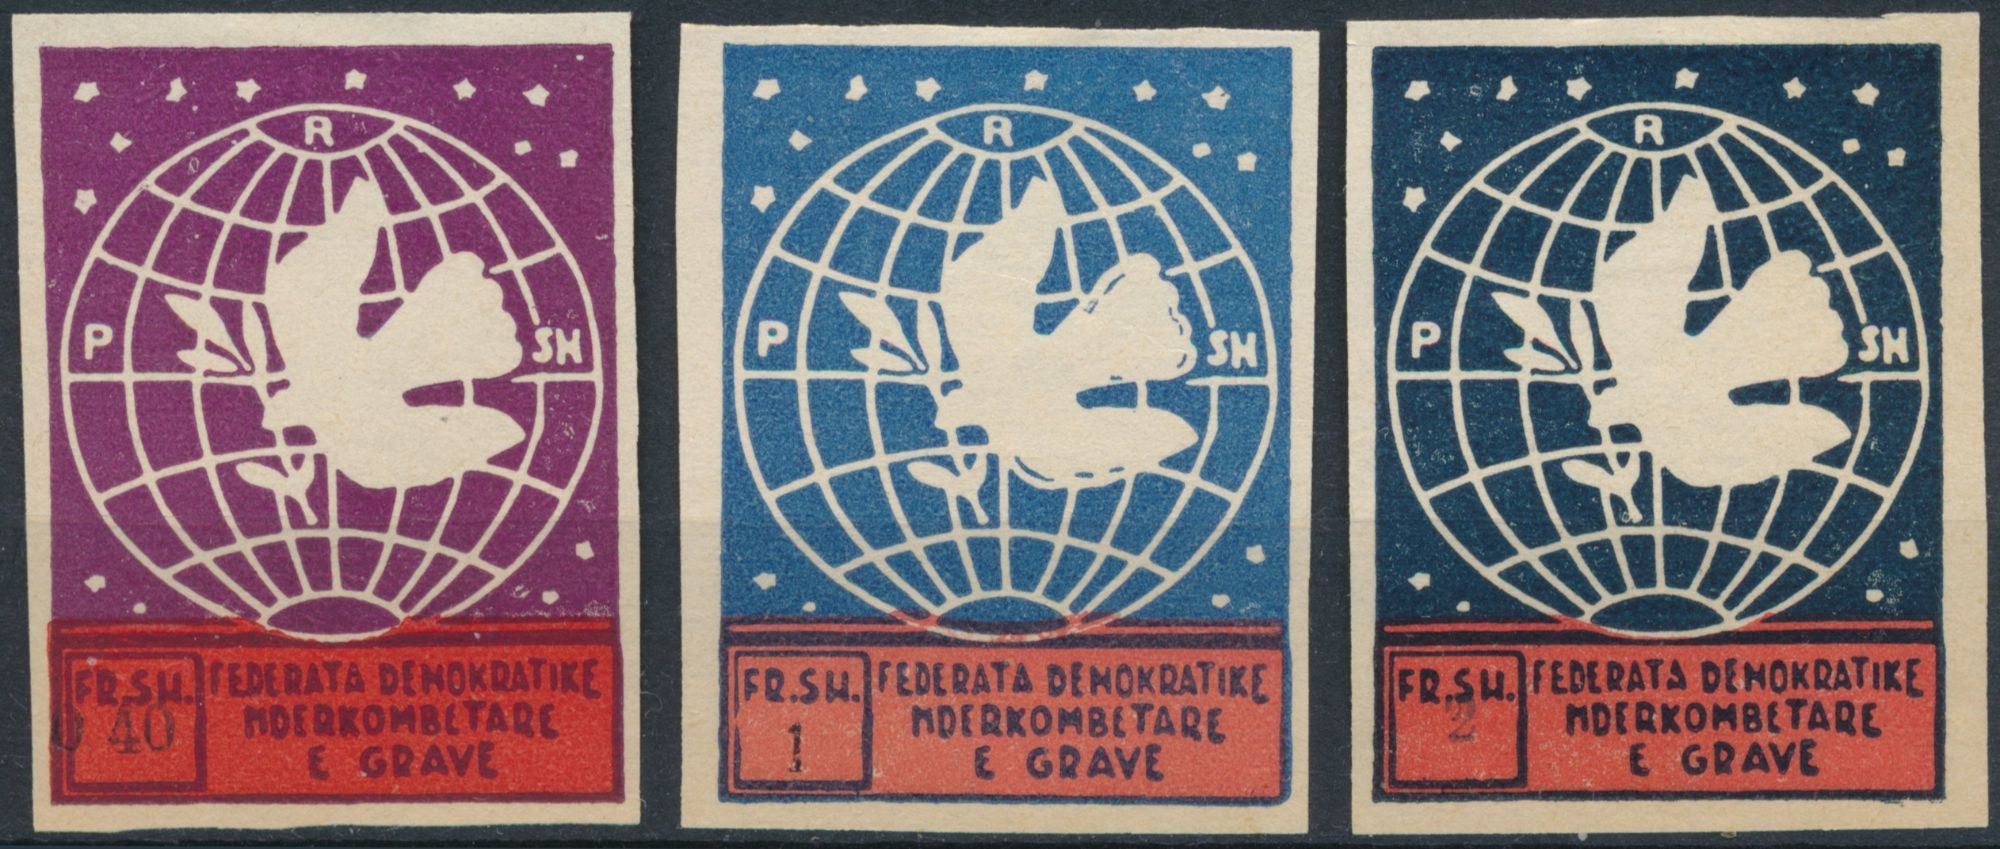 R
P SH
FR.SH.
0 40
FEDERATA DEMOKRATIKE
NDERKOMBETARE
E GRAVE
R
P SH
FR.SH.
1
FEDERATA DEMOKRATIKE
NDERKOMBETARE
E GRAVE
R
P SH
FR.SH.
2
FEDERATA DEMOKRATIKE
NDERKOMBETARE
E GRAVE